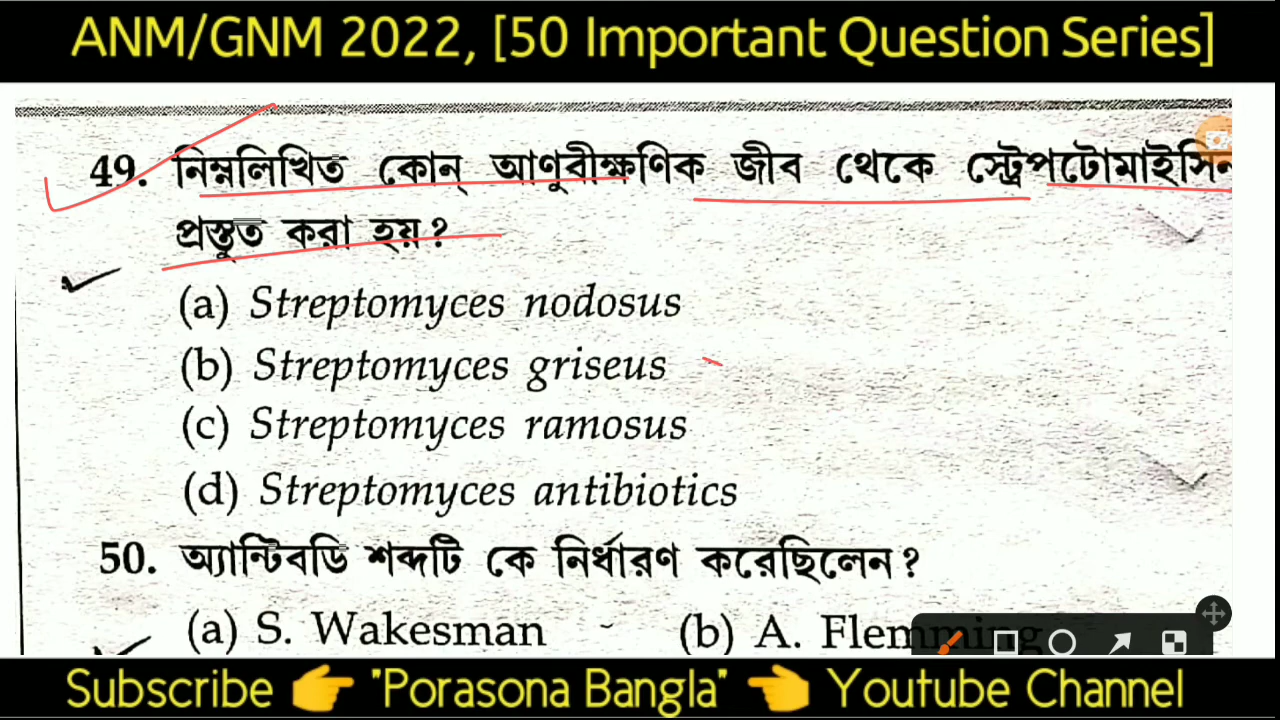 ANM/GNM 2022, [50 Important Question Series]
49. নিম্নলিখিত কোন্ আণুবীক্ষণিক জীব থেকে স্ট্রেপটোমাইসিন
প্রস্তুত করা হয়?
(a) Streptomyces nodosus
(b) Streptomyces griseus
(c) Streptomyces ramosus
(d) Streptomyces antibiotics
50. অ্যান্টিবডি শব্দটি কে নির্ধারণ করেছিলেন?
(a) S. Wakesman (b) A. Flemming
Subscribe 👉 "Porasona Bangla" 👈 Youtube Channel